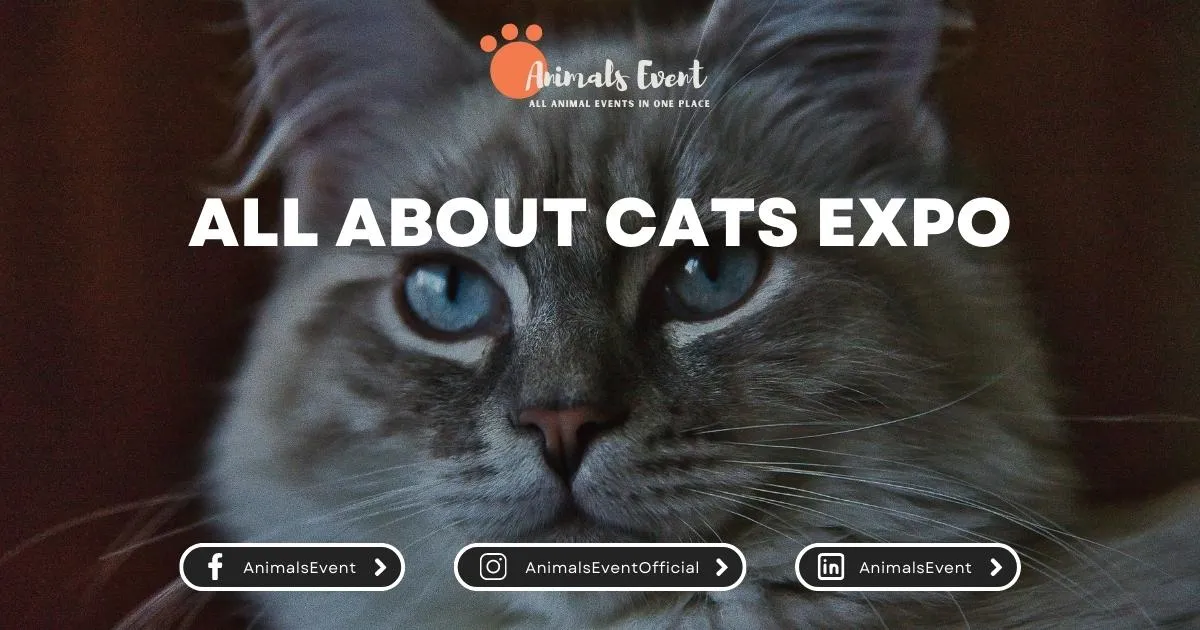 Animals Event
ALL ANIMAL EVENTS IN ONE PLACE
ALL ABOUT CATS EXPO
AnimalsEvent
AnimalsEventOfficial
AnimalsEvent